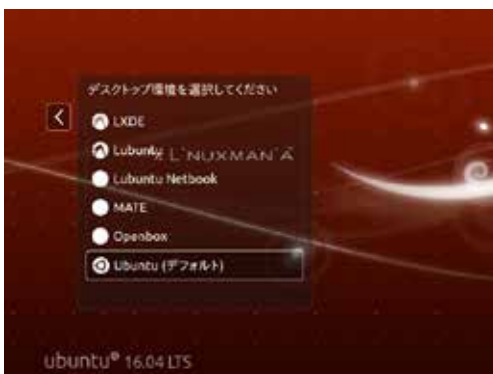 デスクトップ環境を選択してください
LXDE
Lubuntu
Lubuntu Netbook
MATE
Openbox
Ubuntu (デフォルト)
ubuntu® 16.04 LTS